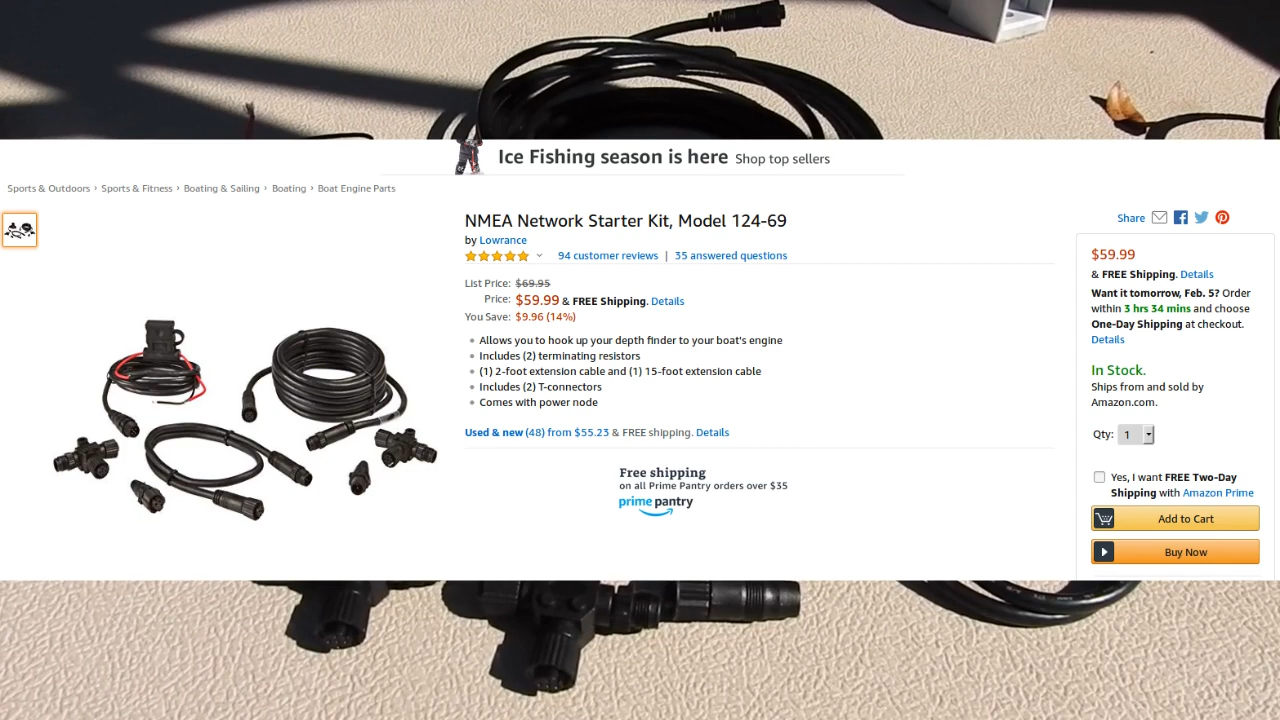 Ice Fishing season is here Shop top sellers
Sports & Outdoors › Sports & Fitness › Boating & Sailing › Boating › Boat Engine Parts
NMEA Network Starter Kit, Model 124-69
by Lowrance
94 customer reviews | 35 answered questions
List Price: $69.95
Price: $59.99 & FREE Shipping. Details
You Save: $9.96 (14%)
• Allows you to hook up your depth finder to your boat's engine
• Includes (2) terminating resistors
• (1) 2-foot extension cable and (1) 15-foot extension cable
• Includes (2) T-connectors
• Comes with power node
Used & new (48) from $55.23 & FREE shipping. Details
Free shipping
on all Prime Pantry orders over $35
prime pantry
Share
$59.99
& FREE Shipping. Details
Want it tomorrow, Feb. 5? Order
within 3 hrs 34 mins and choose
One-Day Shipping at checkout.
Details
In Stock.
Ships from and sold by
Amazon.com.
Qty: 1
Yes, I want FREE Two-Day
Shipping with Amazon Prime
Add to Cart
Buy Now